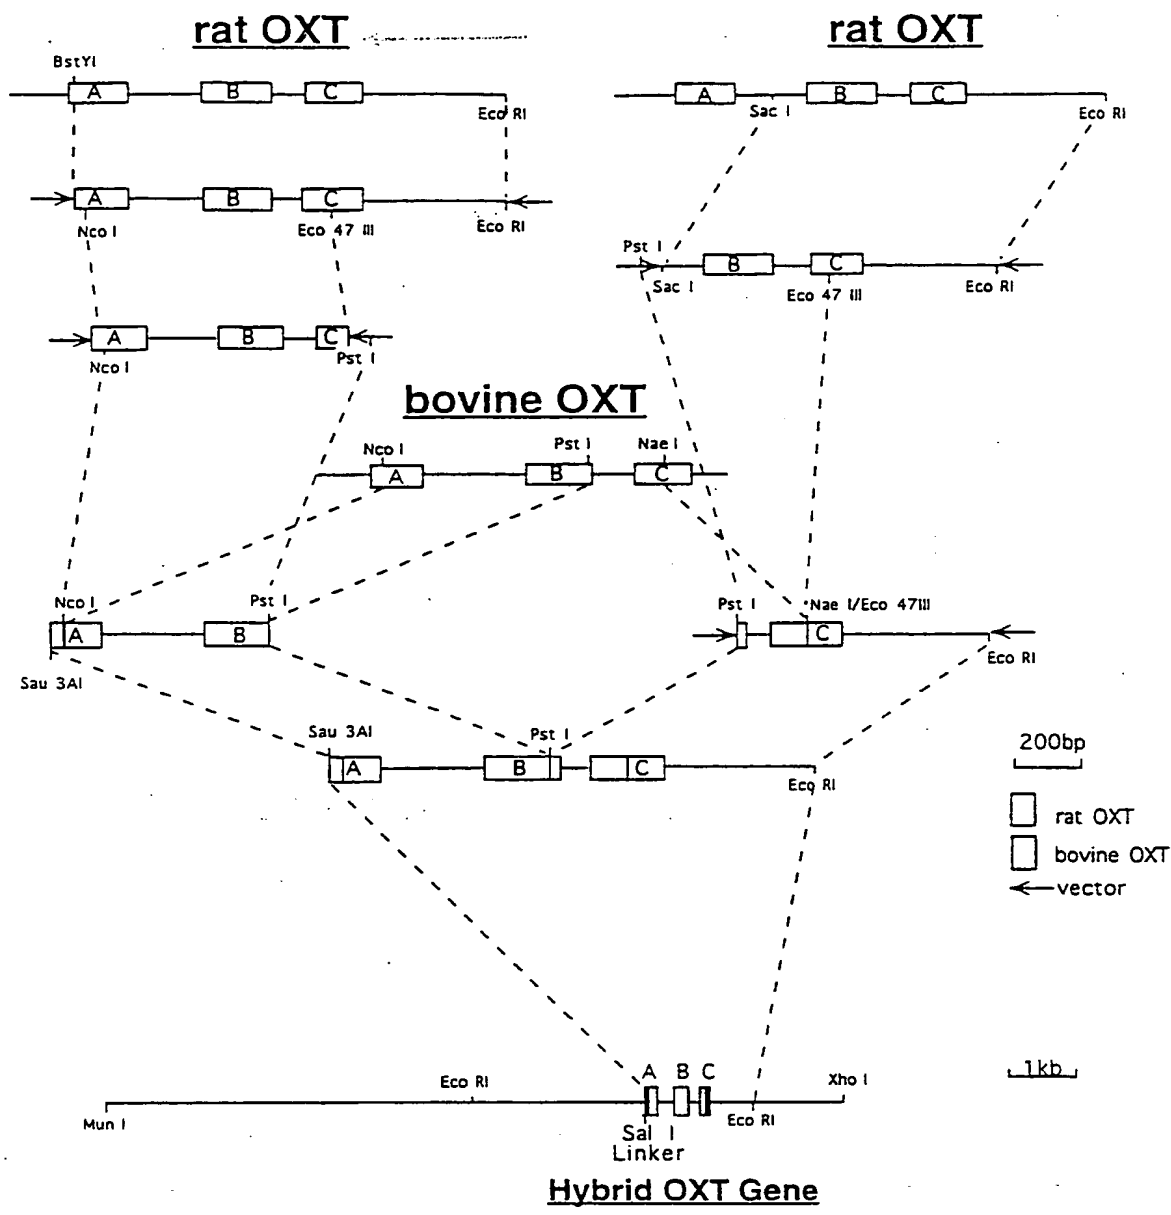 rat OXT
rat OXT
BstYI
A B C
Eco RI
A B C
Sac I
Eco RI
A B C
Nco I
Eco 47 III
Eco RI
Pst I
B C
Sac I
Eco 47 III
Eco RI
A B C
Nco I
Pst I
bovine OXT
Nco I
Pst I
Nae I
A B C
Nco I
Pst I
A B
Sau 3AI
Pst I
Nae I/Eco 47III
C
Eco RI
Sau 3AI
Pst I
A B C
Eco RI
200bp
rat OXT
bovine OXT
vector
1kb
A B C
Eco RI
Xho I
Mun I
Eco RI
Sal I
Linker
Hybrid OXT Gene